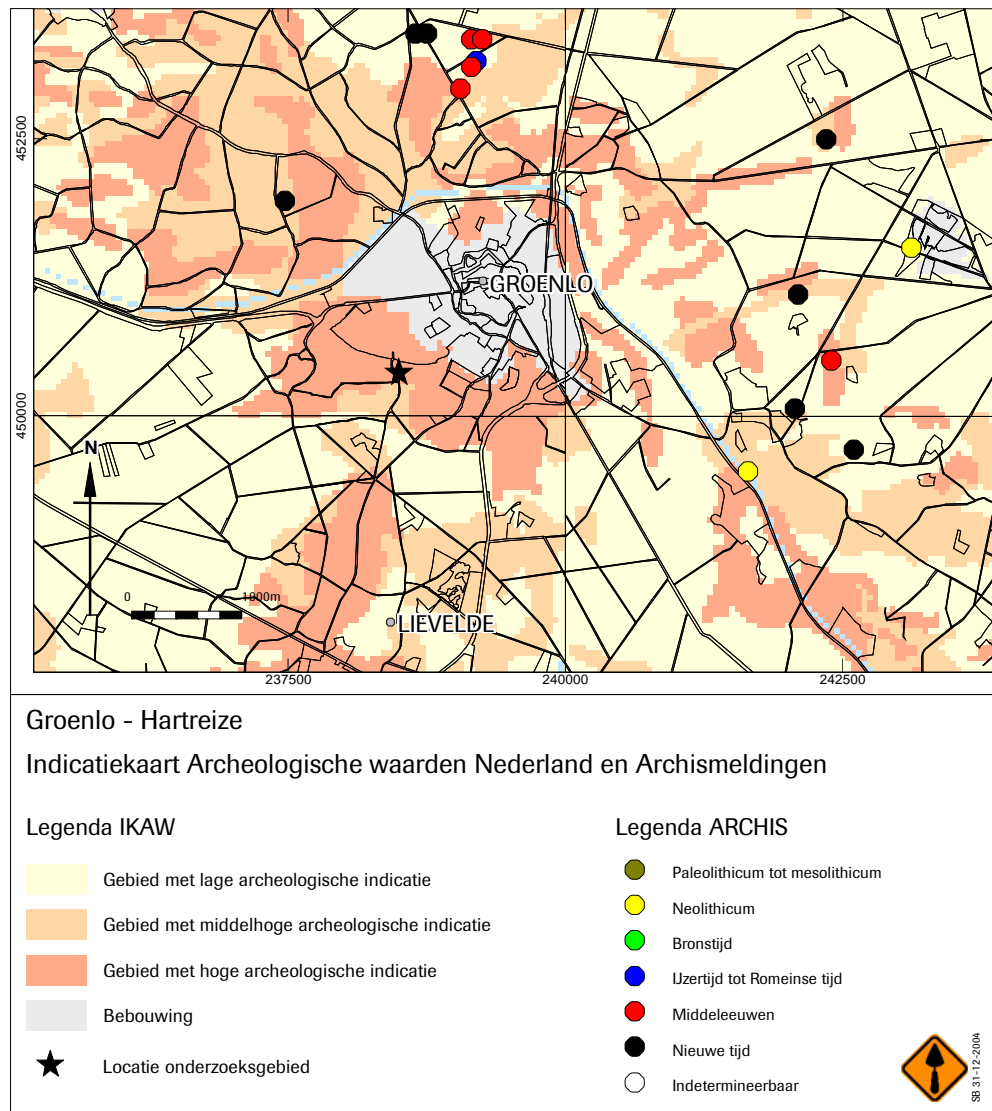 452500
450000
GROENLO
N
0 1000m
LIEVELDE
237500 240000 242500
Groenlo - Hartreize
Indicatiekaart Archeologische waarden Nederland en Archismeldingen
Legenda IKAW
Gebied met lage archeologische indicatie
Gebied met middelhoge archeologische indicatie
Gebied met hoge archeologische indicatie
Bebouwing
Locatie onderzoeksgebied
Legenda ARCHIS
Paleolithicum tot mesolithicum
Neolithicum
Bronstijd
IJzertijd tot Romeinse tijd
Middeleeuwen
Nieuwe tijd
Indetermineerbaar
SB 31-12-2004